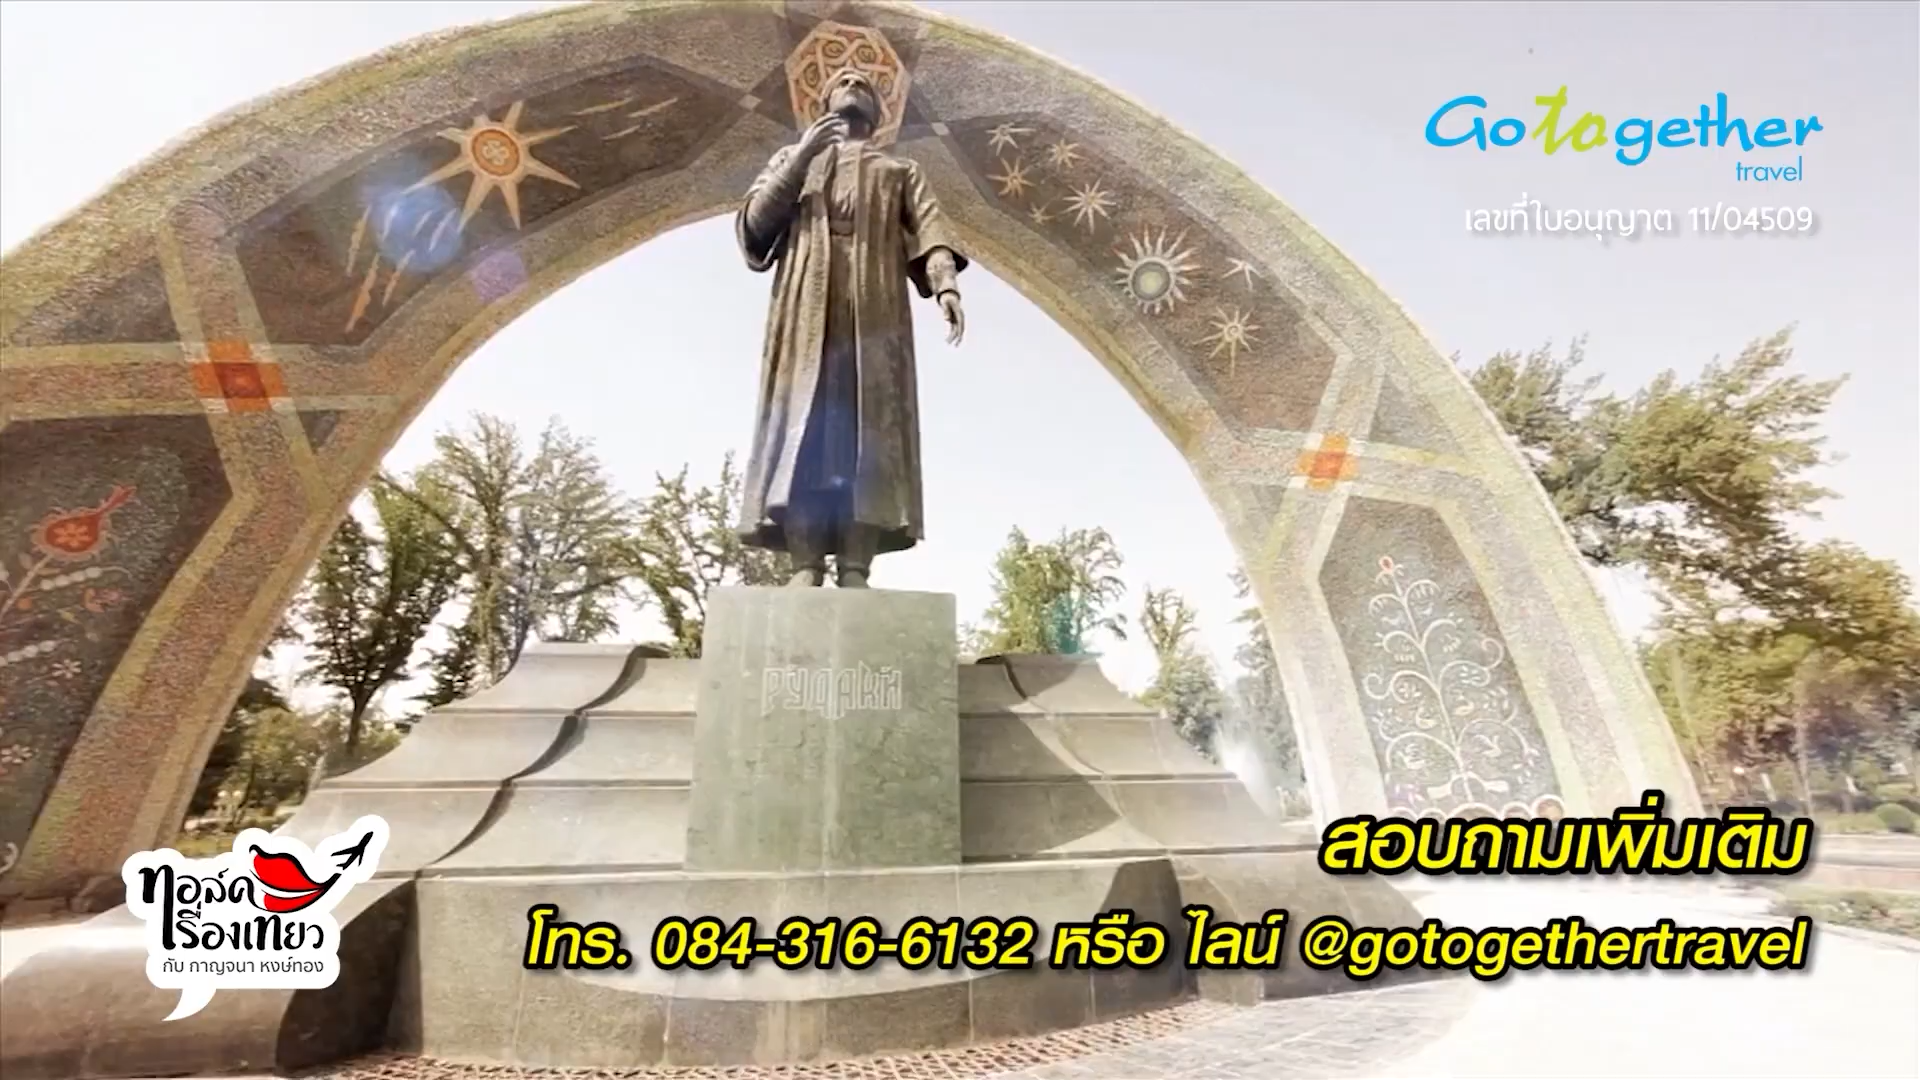 Gotogether
travel
เลขที่ใบอนุญาต 11/04509
РӮДАКӢ
สอบถามเพิ่มเติม
โทร. 084-316-6132 หรือ ไลน์ @gotogethertravel
ทอล์ค
เรื่องเที่ยว
กับ กาญจนา หงษ์ทอง